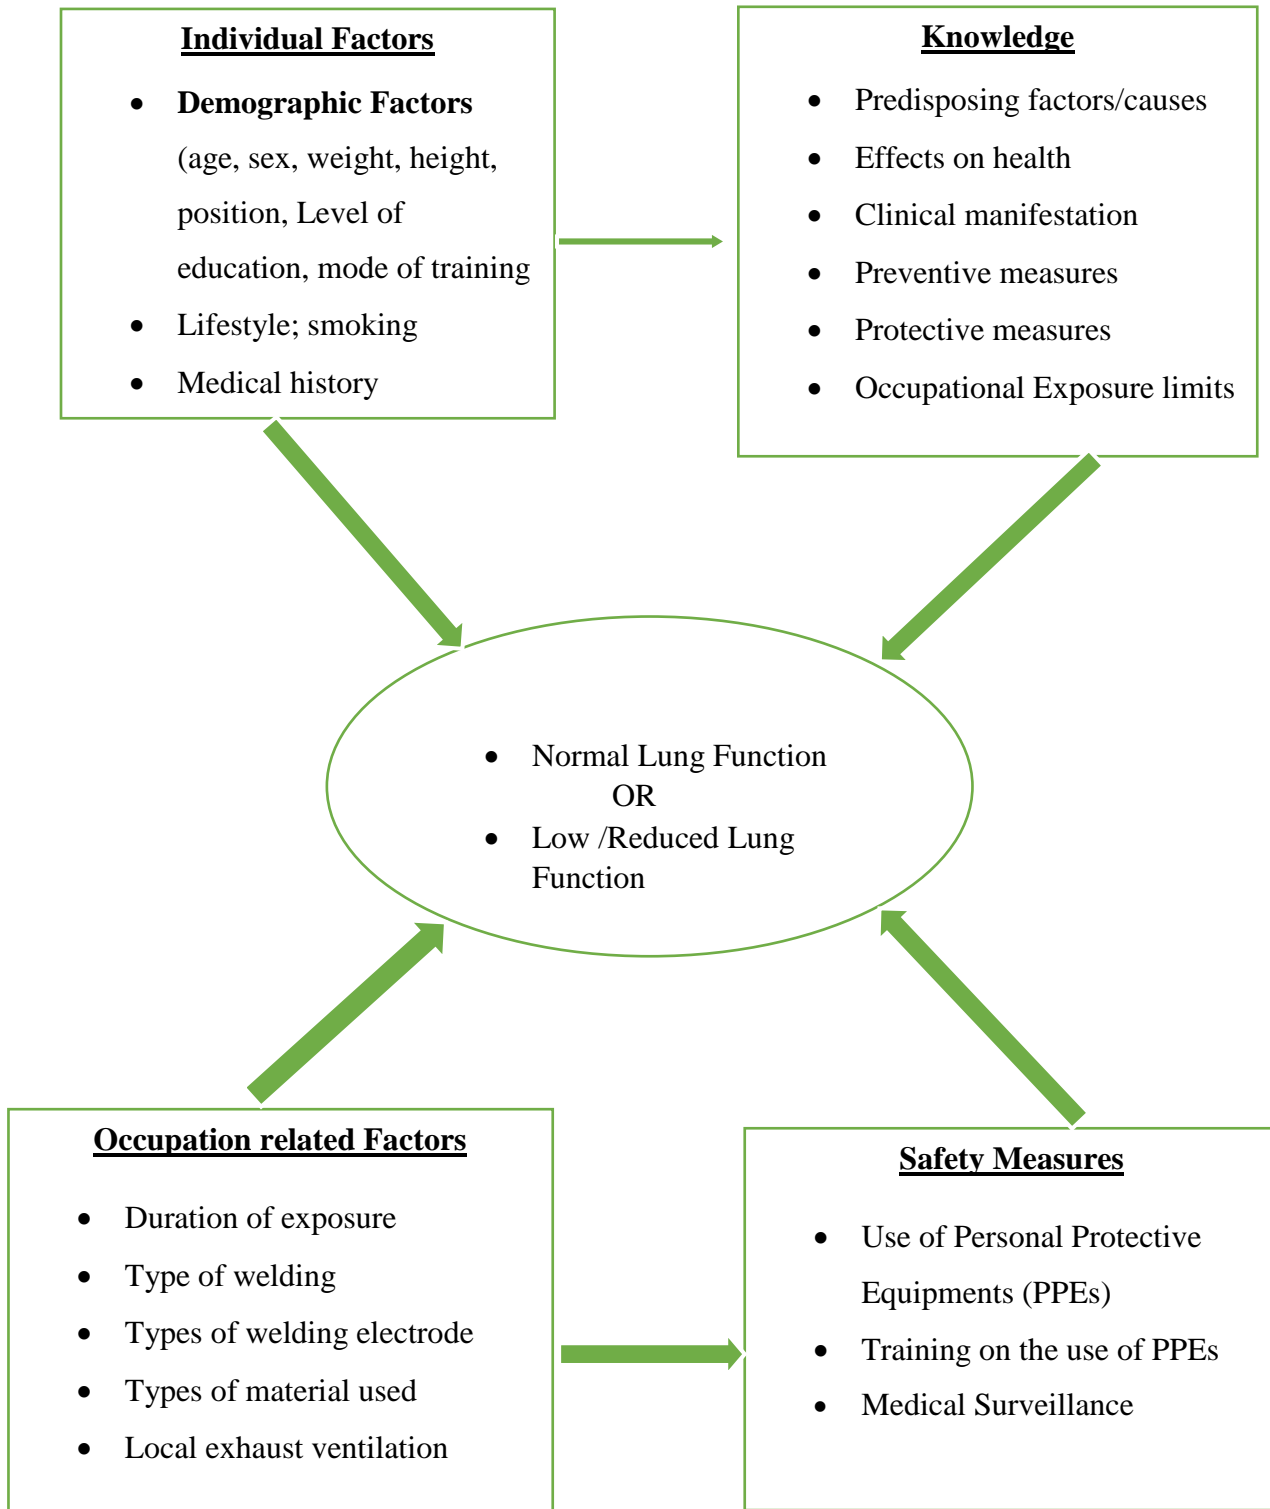 Individual Factors
• Demographic Factors
(age, sex, weight, height,
position, Level of
education, mode of training
• Lifestyle; smoking
• Medical history
Knowledge
• Predisposing factors/causes
• Effects on health
• Clinical manifestation
• Preventive measures
• Protective measures
• Occupational Exposure limits
• Normal Lung Function
OR
• Low /Reduced Lung
Function
Occupation related Factors
• Duration of exposure
• Type of welding
• Types of welding electrode
• Types of material used
• Local exhaust ventilation
Safety Measures
• Use of Personal Protective
Equipments (PPEs)
• Training on the use of PPEs
• Medical Surveillance